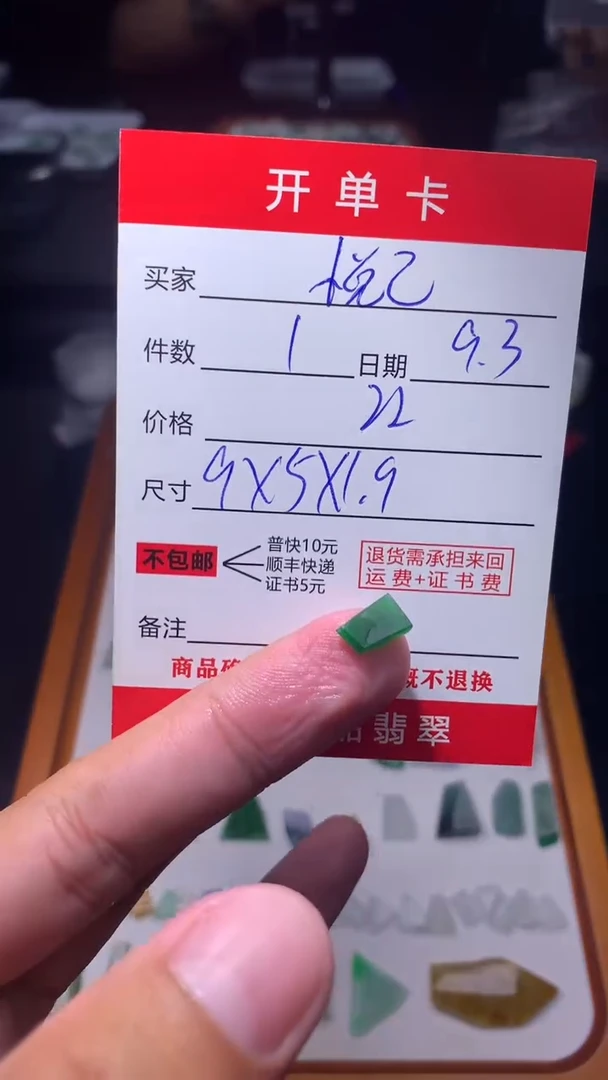 开单卡
买家 悦己
件数 1 日期 9.3
价格 22
尺寸 9X5X1.9
不包邮
普快10元
顺丰快递
证书5元
退货需承担来回
运费+证书费
备注
商品 概不退换
翡翠